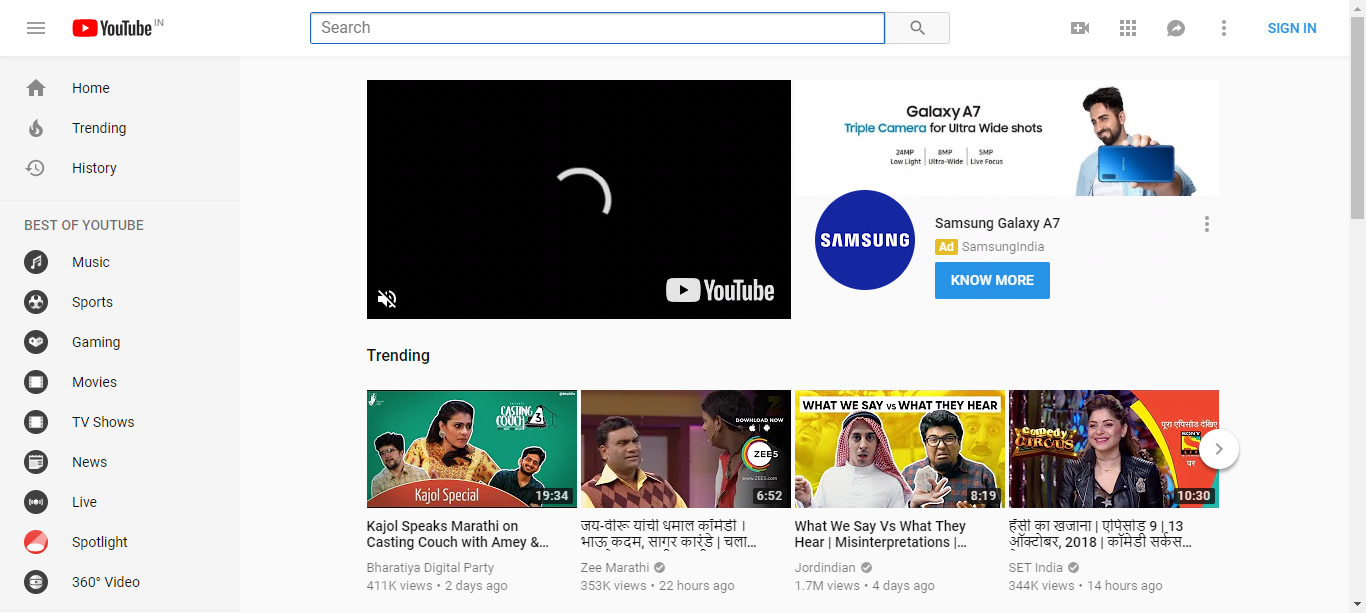 YouTube IN
Search
SIGN IN
Home
Trending
History
BEST OF YOUTUBE
Music
Sports
Gaming
Movies
TV Shows
News
Live
Spotlight
360° Video
YouTube
Galaxy A7
Triple Camera for Ultra Wide shots
24MP 8MP 5MP
Low Light Ultra-Wide Live Focus
SAMSUNG
Samsung Galaxy A7
Ad SamsungIndia
KNOW MORE
Trending
CASTING
COUCH
3
Kajol Special
19:34
DOWNLOAD NOW
ZEE5
www.ZEE5.com
6:52
WHAT WE SAY vs WHAT THEY HEAR
8:19
Comedy
CIRCUS
पूरा एपिसोड देखिए
SONY
SAB
पर
10:30
Kajol Speaks Marathi on
Casting Couch with Amey &...
Bharatiya Digital Party
411K views • 2 days ago
जय-वीरू यांची धमाल कॉमेडी ।
भाऊ कदम, सागर कारंडे | चला...
Zee Marathi
353K views • 22 hours ago
What We Say Vs What They
Hear | Misinterpretations |...
Jordindian
1.7M views • 4 days ago
हँसी का खजाना | एपिसोड 9 | 13
ऑक्टोबर, 2018 | कॉमेडी सर्कस...
SET India
344K views • 14 hours ago